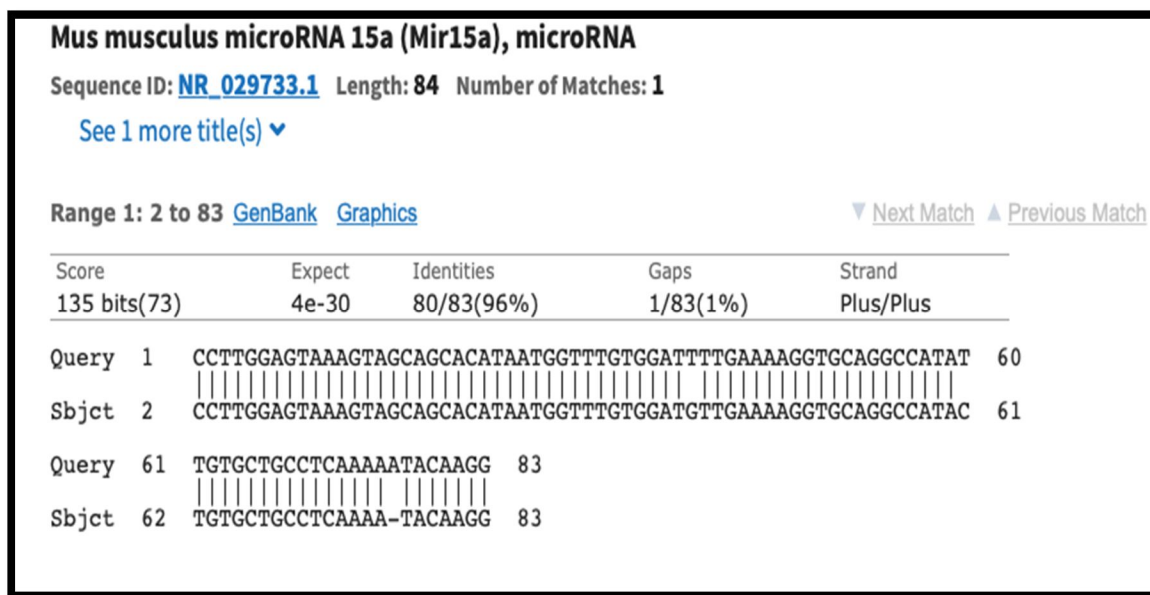 Mus musculus microRNA 15a (Mir15a), microRNA
Sequence ID: NR_029733.1 Length: 84 Number of Matches: 1
See 1 more title(s)
Range 1: 2 to 83 GenBank Graphics Next Match Previous Match
Score Expect Identities Gaps Strand
135 bits(73) 4e-30 80/83(96%) 1/83(1%) Plus/Plus
Query 1 CCTTGGAGTAAAGTAGCAGCACATAATGGTTTGTGGATTTTGAAAAGGTGCAGGCCATAT 60
Sbjct 2 CCTTGGAGTAAAGTAGCAGCACATAATGGTTTGTGGATGTTGAAAAGGTGCAGGCCATAC 61
Query 61 TGTGCTGCCTCAAAAATACAAGG 83
Sbjct 62 TGTGCTGCCTCAAAA-TACAAGG 83